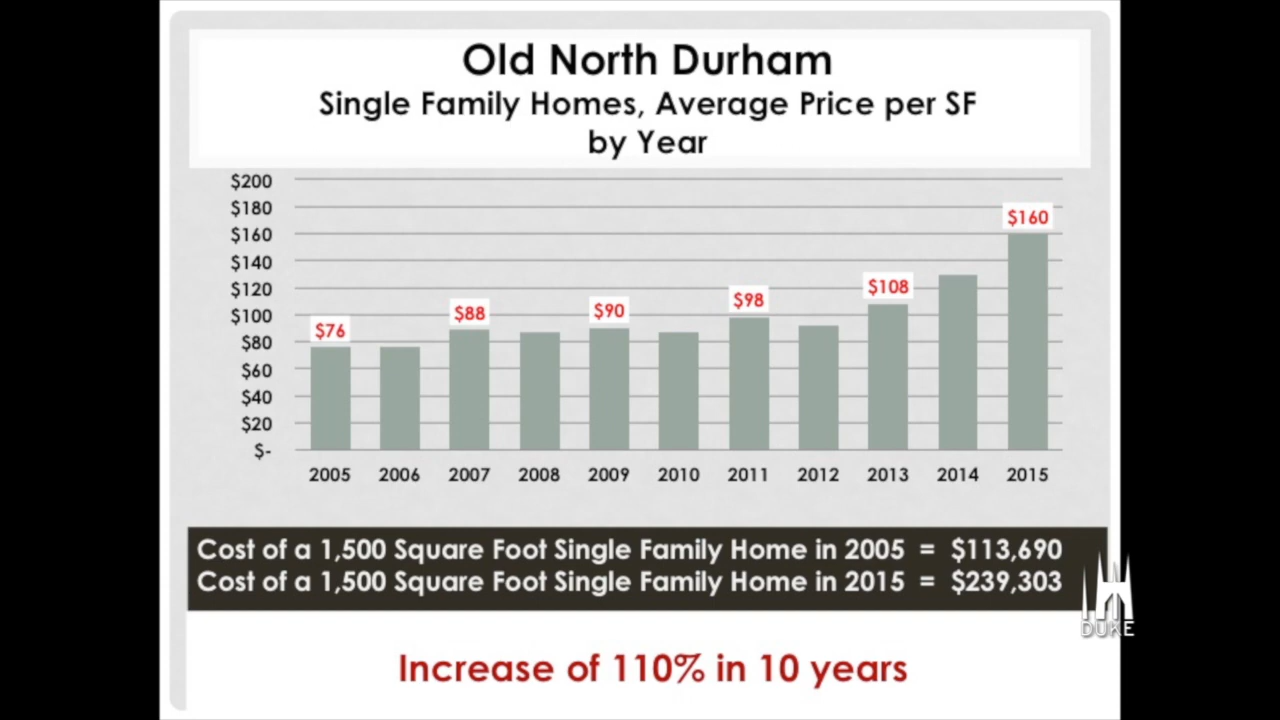 Old North Durham
Single Family Homes, Average Price per SF
by Year
$200
$180
$160
$140
$120
$100
$80
$60
$40
$20
$-
$76
$88
$90
$98
$108
$160
2005 2006 2007 2008 2009 2010 2011 2012 2013 2014 2015
Cost of a 1,500 Square Foot Single Family Home in 2005 = $113,690
Cost of a 1,500 Square Foot Single Family Home in 2015 = $239,303
DUKE
Increase of 110% in 10 years